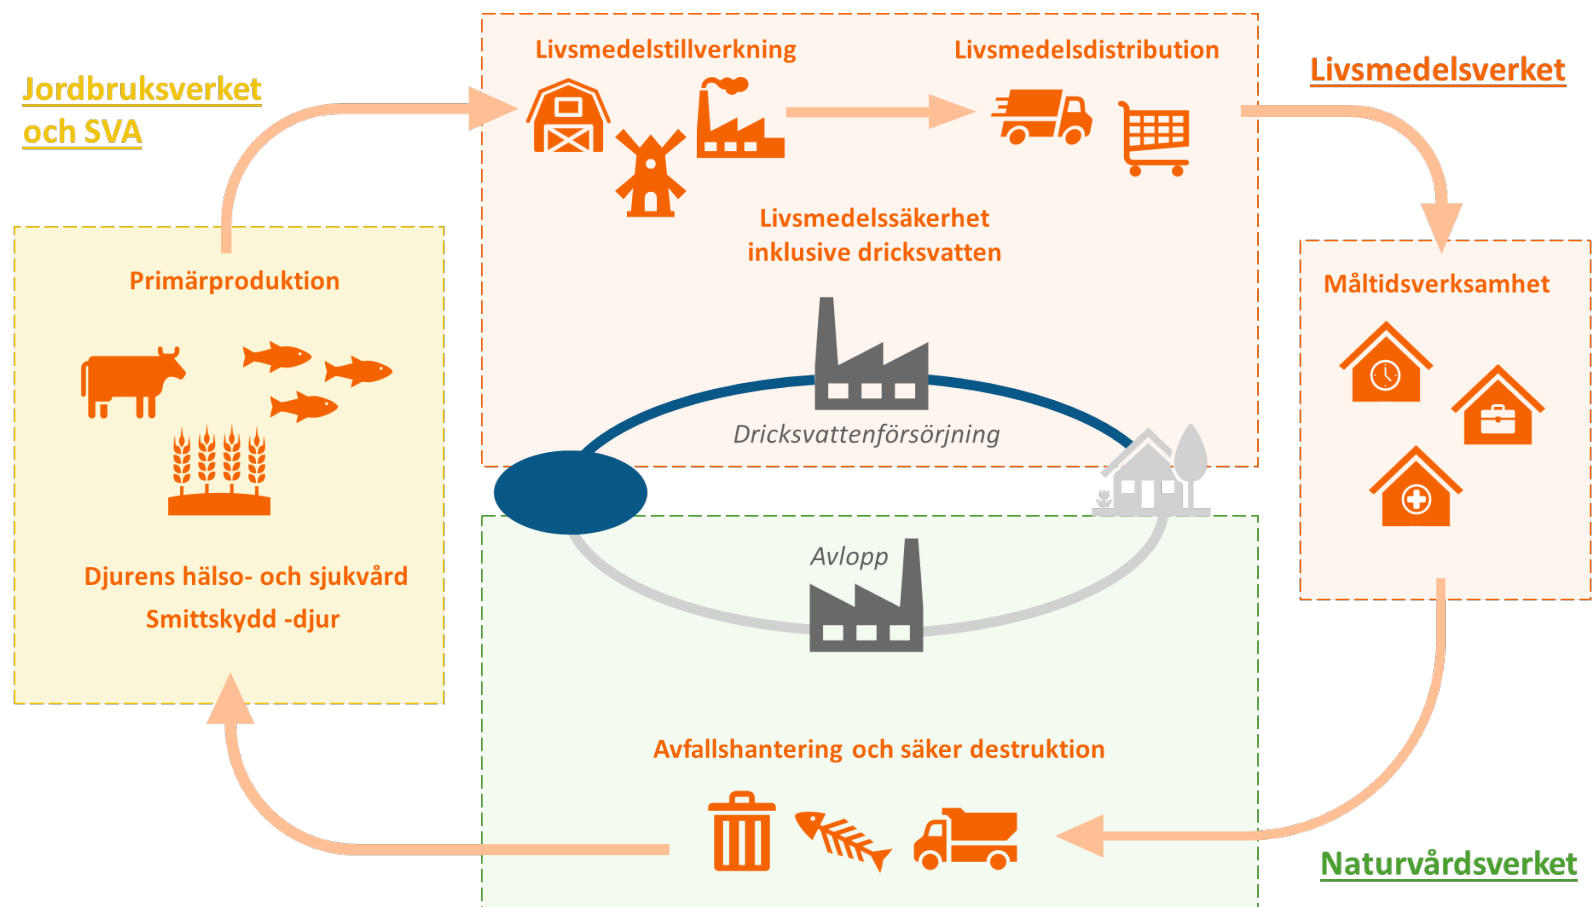 Jordbruksverket
och SVA
Livsmedelstillverkning
Livsmedelsdistribution
Livsmedelsverket
Livsmedelssäkerhet
inklusive dricksvatten
Primärproduktion
Måltidsverksamhet
Dricksvattenförsörjning
Avlopp
Djurens hälso- och sjukvård
Smittskydd -djur
Avfallshantering och säker destruktion
Naturvårdsverket